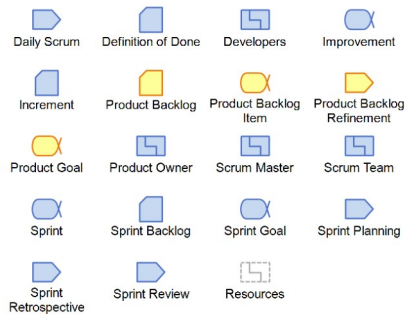 Daily Scrum
Definition of Done
Developers
Improvement
Increment
Product Backlog
Product Backlog
Item
Product Backlog
Refinement
Product Goal
Product Owner
Scrum Master
Scrum Team
Sprint
Sprint Backlog
Sprint Goal
Sprint Planning
Sprint
Retrospective
Sprint Review
Resources